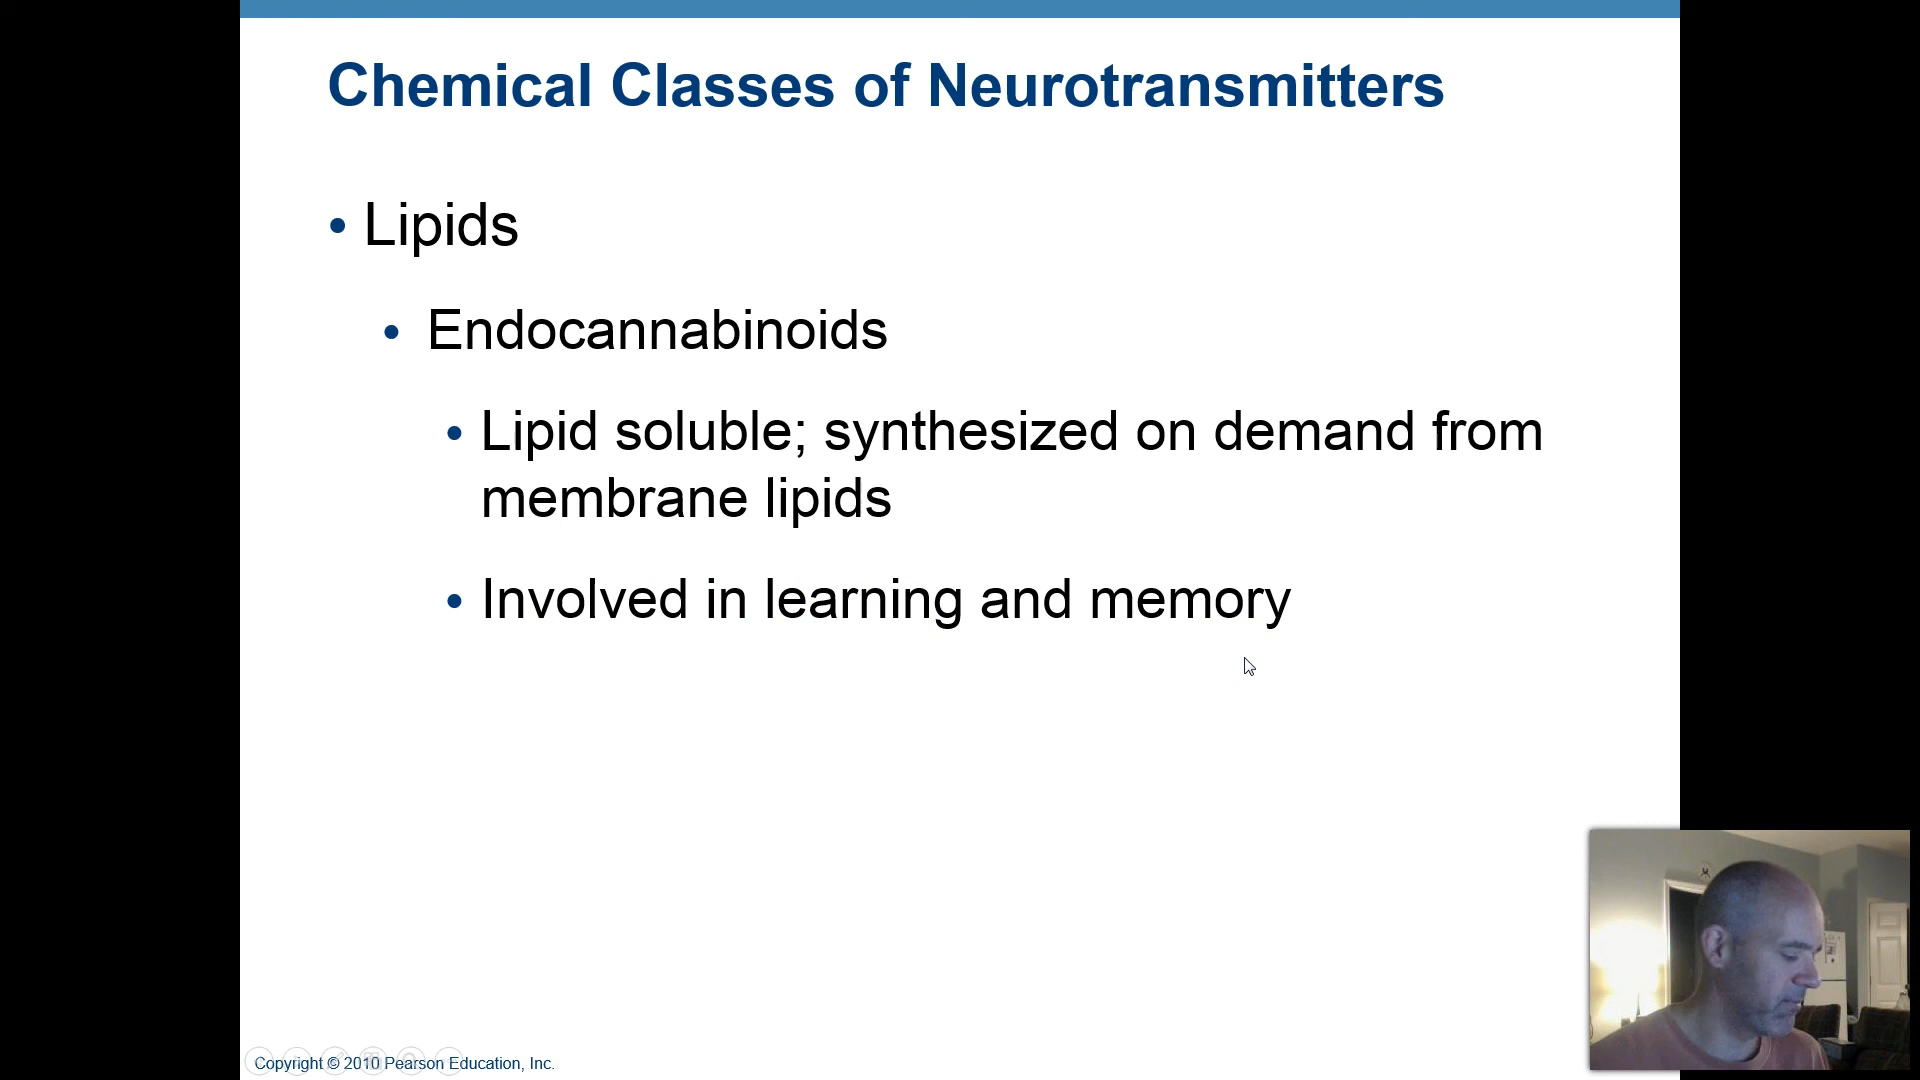 Chemical Classes of Neurotransmitters
• Lipids
• Endocannabinoids
• Lipid soluble; synthesized on demand from
membrane lipids
• Involved in learning and memory
Copyright © 2010 Pearson Education, Inc.